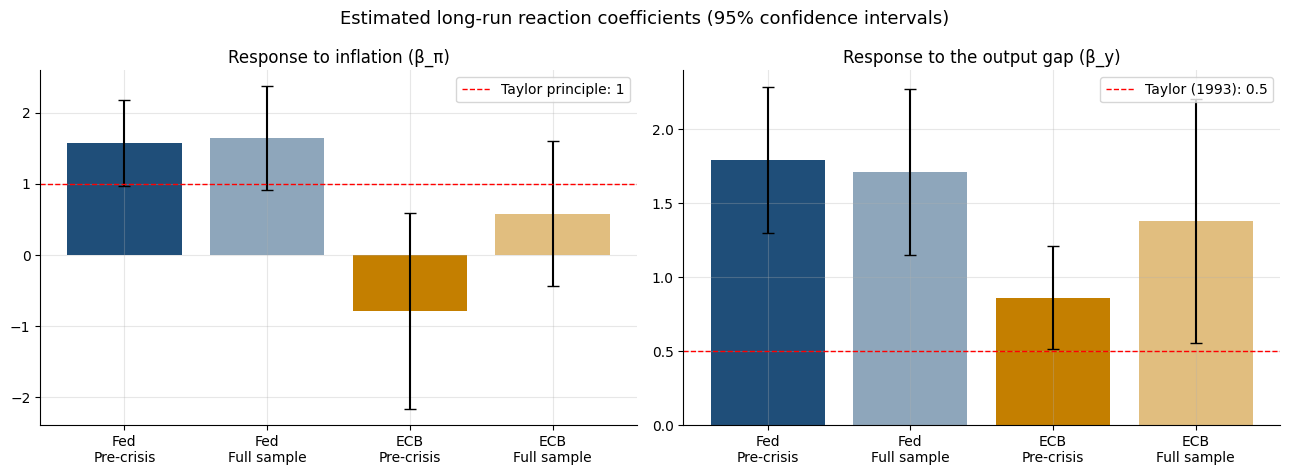 Estimated long-run reaction coefficients (95% confidence intervals)
Response to inflation (β_π)
Taylor principle: 1
2
1
0
−1
−2
Fed
Pre-crisis
Fed
Full sample
ECB
Pre-crisis
ECB
Full sample
Response to the output gap (β_y)
Taylor (1993): 0.5
2.0
1.5
1.0
0.5
0.0
Fed
Pre-crisis
Fed
Full sample
ECB
Pre-crisis
ECB
Full sample